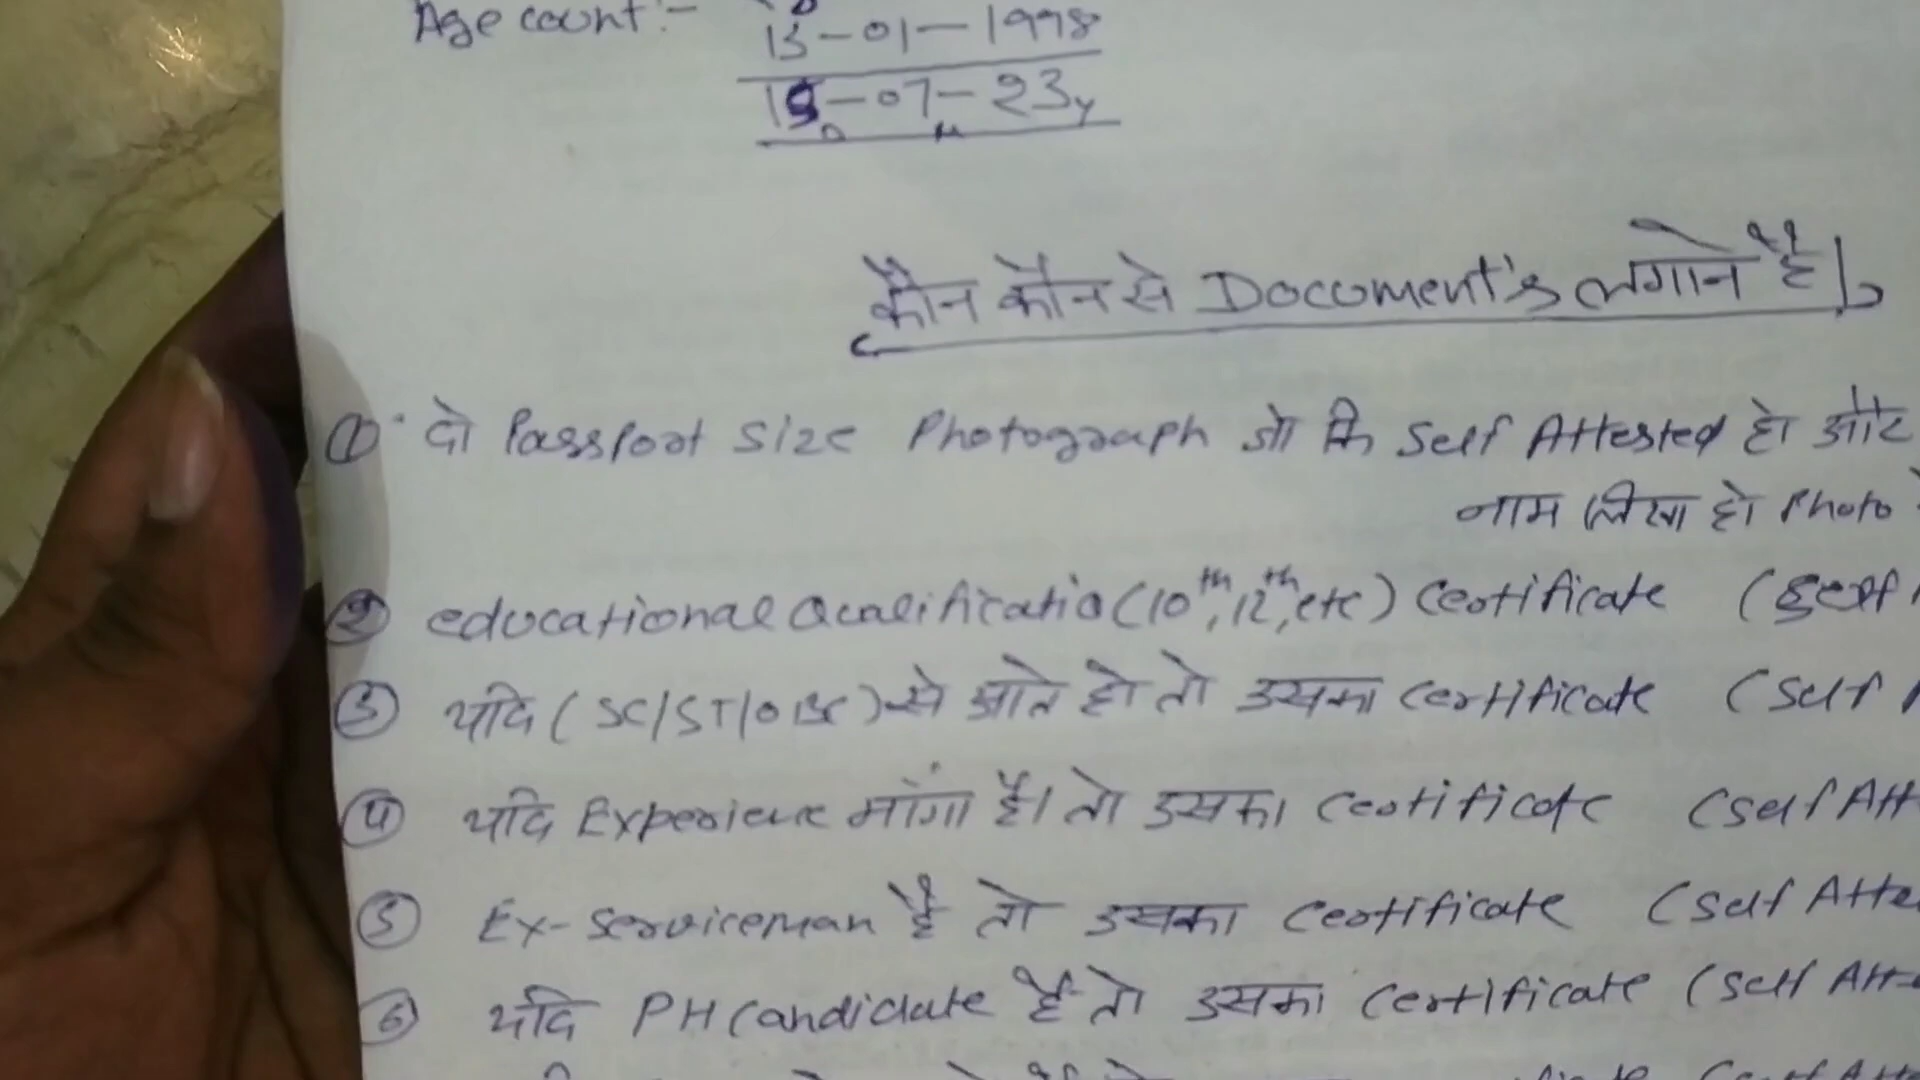 Age count :-
13-01-1998
19-07-23y
D M
कौन कौन से Document's लगाने है।
① दो Passport Size Photograph जो कि Self Attested हो और
नाम लिखा हो Photo
② educational Qualificatio (10th, 12th, etc) Certificate (Self
③ यदि (SC/ST/OBC) से आते हो तो उसका Certificate (Self
④ यदि Experience मांगा है। तो उसका Certificate (Self Att
⑤ Ex-Serviceman है तो उसका Certificate (Self Atte
⑥ यदि PH Candidate है तो उसका Certificate (Self Att